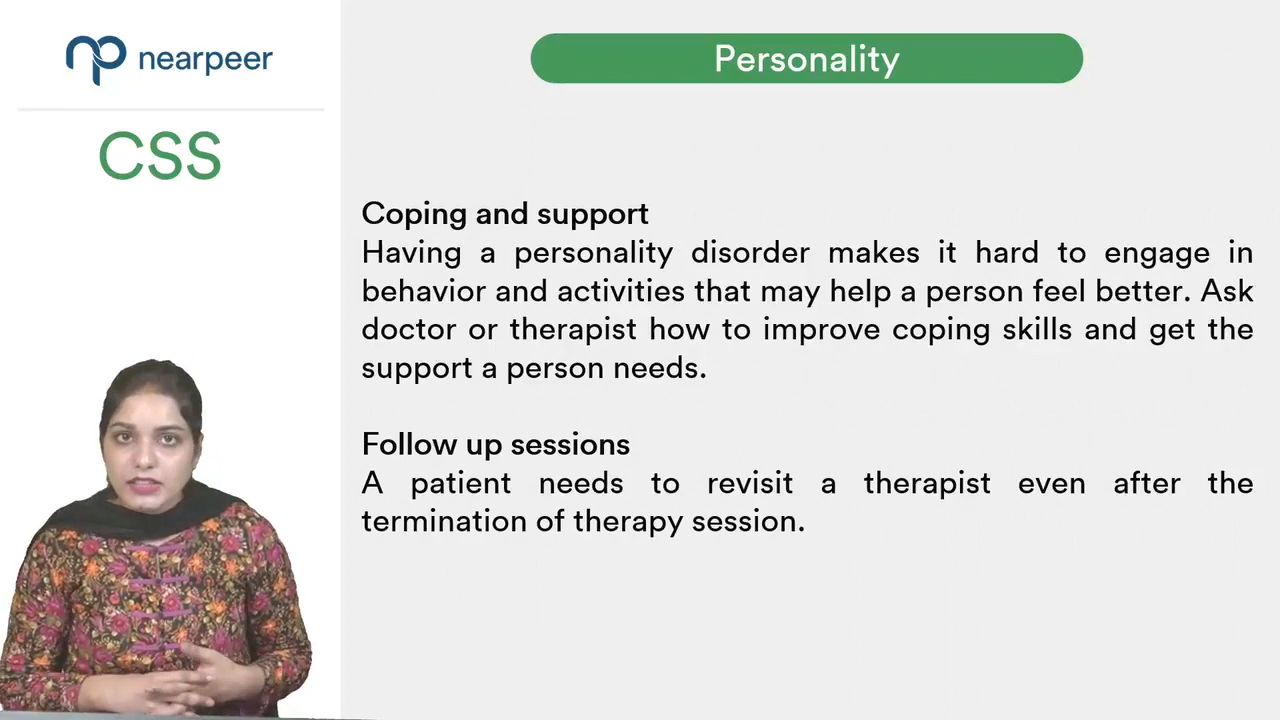 nearpeer
CSS
Personality
Coping and support
Having a personality disorder makes it hard to engage in
behavior and activities that may help a person feel better. Ask
doctor or therapist how to improve coping skills and get the
support a person needs.
Follow up sessions
A patient needs to revisit a therapist even after the
termination of therapy session.